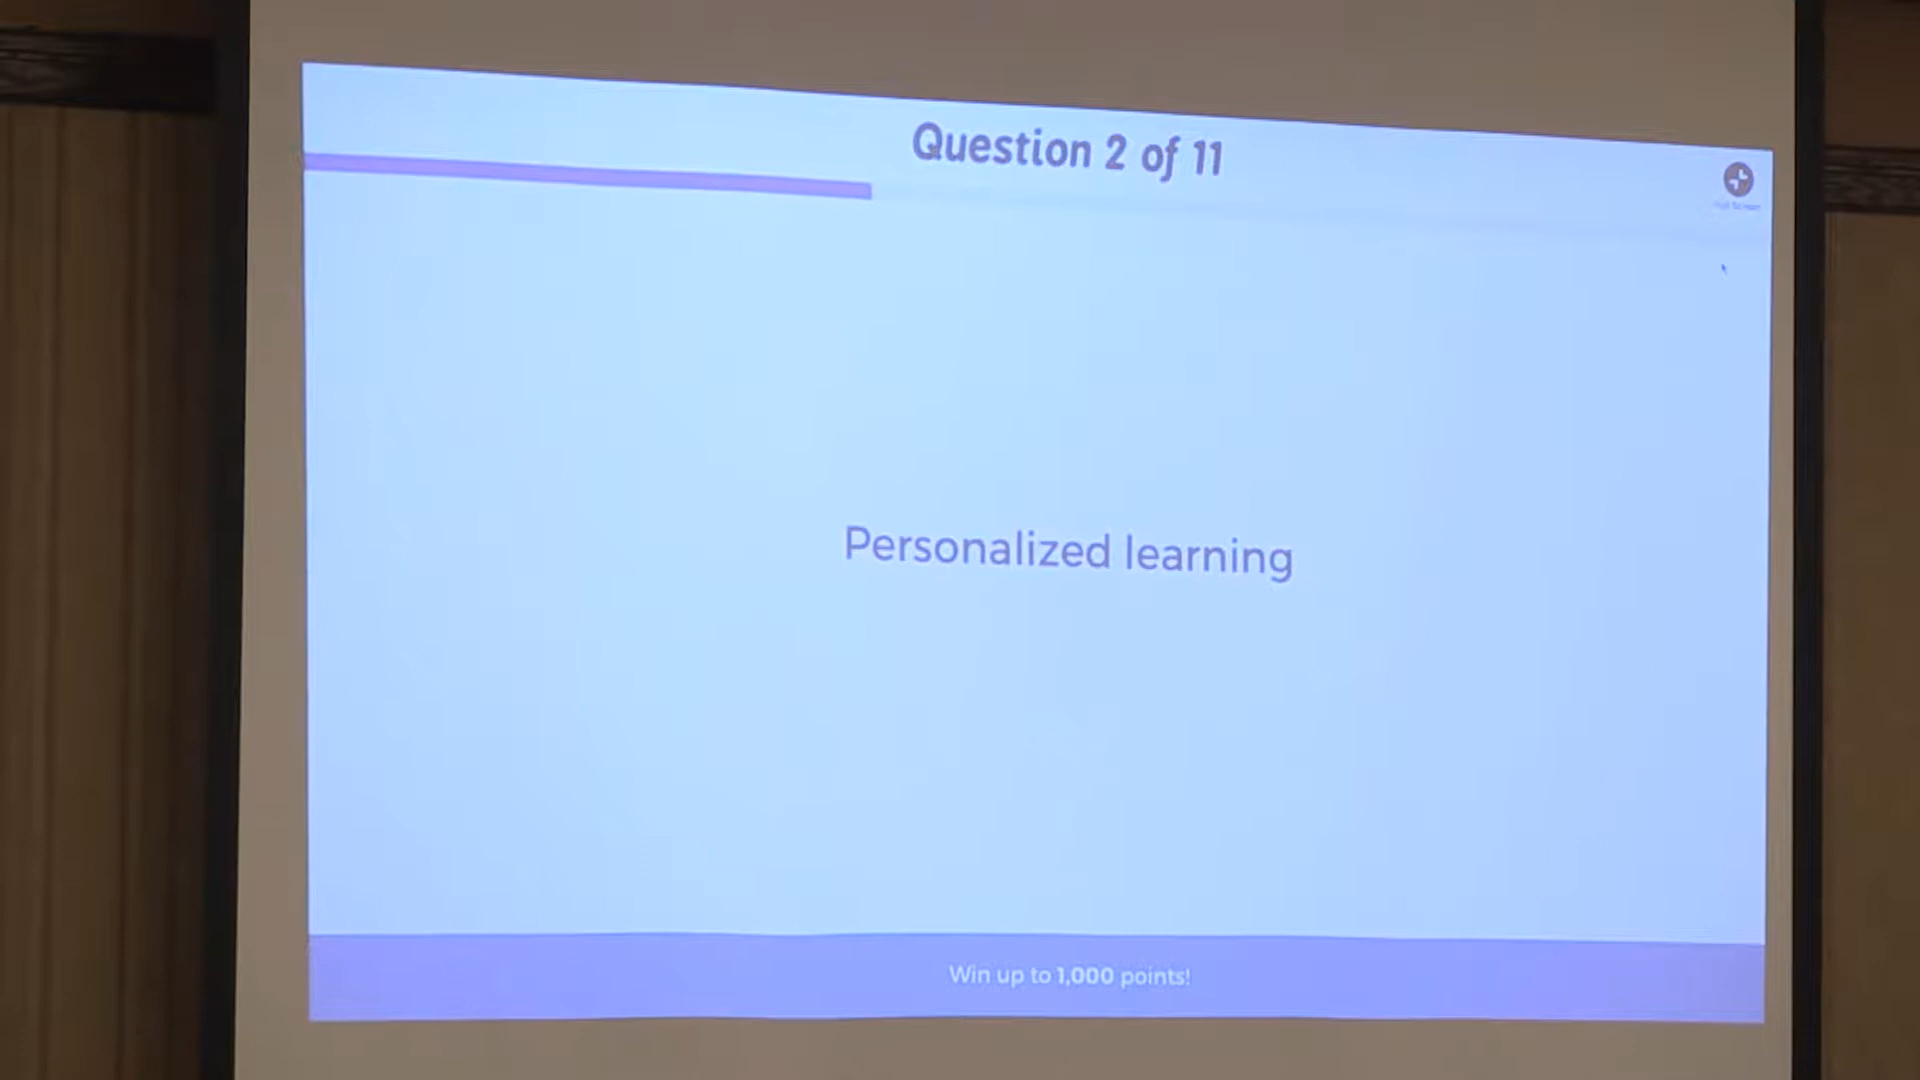 Question 2 of 11
Personalized learning
Win up to 1,000 points!